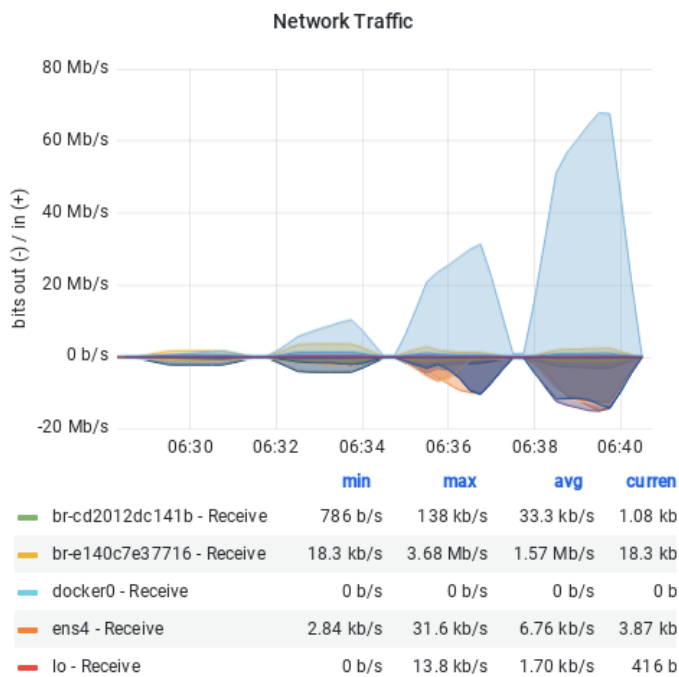 Network Traffic
80 Mb/s
60 Mb/s
40 Mb/s
20 Mb/s
0 b/s
-20 Mb/s
bits out (-) / in (+)
06:30 06:32 06:34 06:36 06:38 06:40
min max avg curren
br-cd2012dc141b - Receive 786 b/s 138 kb/s 33.3 kb/s 1.08 kb
br-e140c7e37716 - Receive 18.3 kb/s 3.68 Mb/s 1.57 Mb/s 18.3 kb
docker0 - Receive 0 b/s 0 b/s 0 b/s 0 b
ens4 - Receive 2.84 kb/s 31.6 kb/s 6.76 kb/s 3.87 kb
lo - Receive 0 b/s 13.8 kb/s 1.70 kb/s 416 b